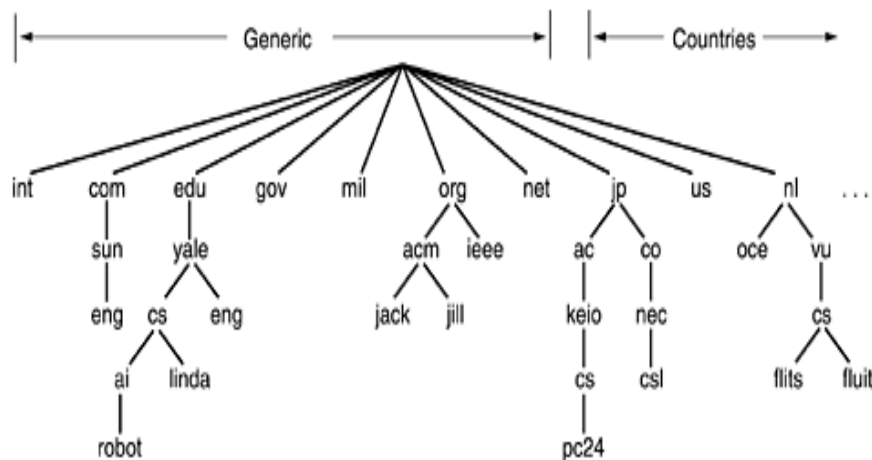 Generic Countries
int com edu gov mil org net jp us nl ...
sun yale acm ieee ac co oce vu
eng cs eng jack jill keio nec cs
ai linda cs csl flits fluit
robot pc24